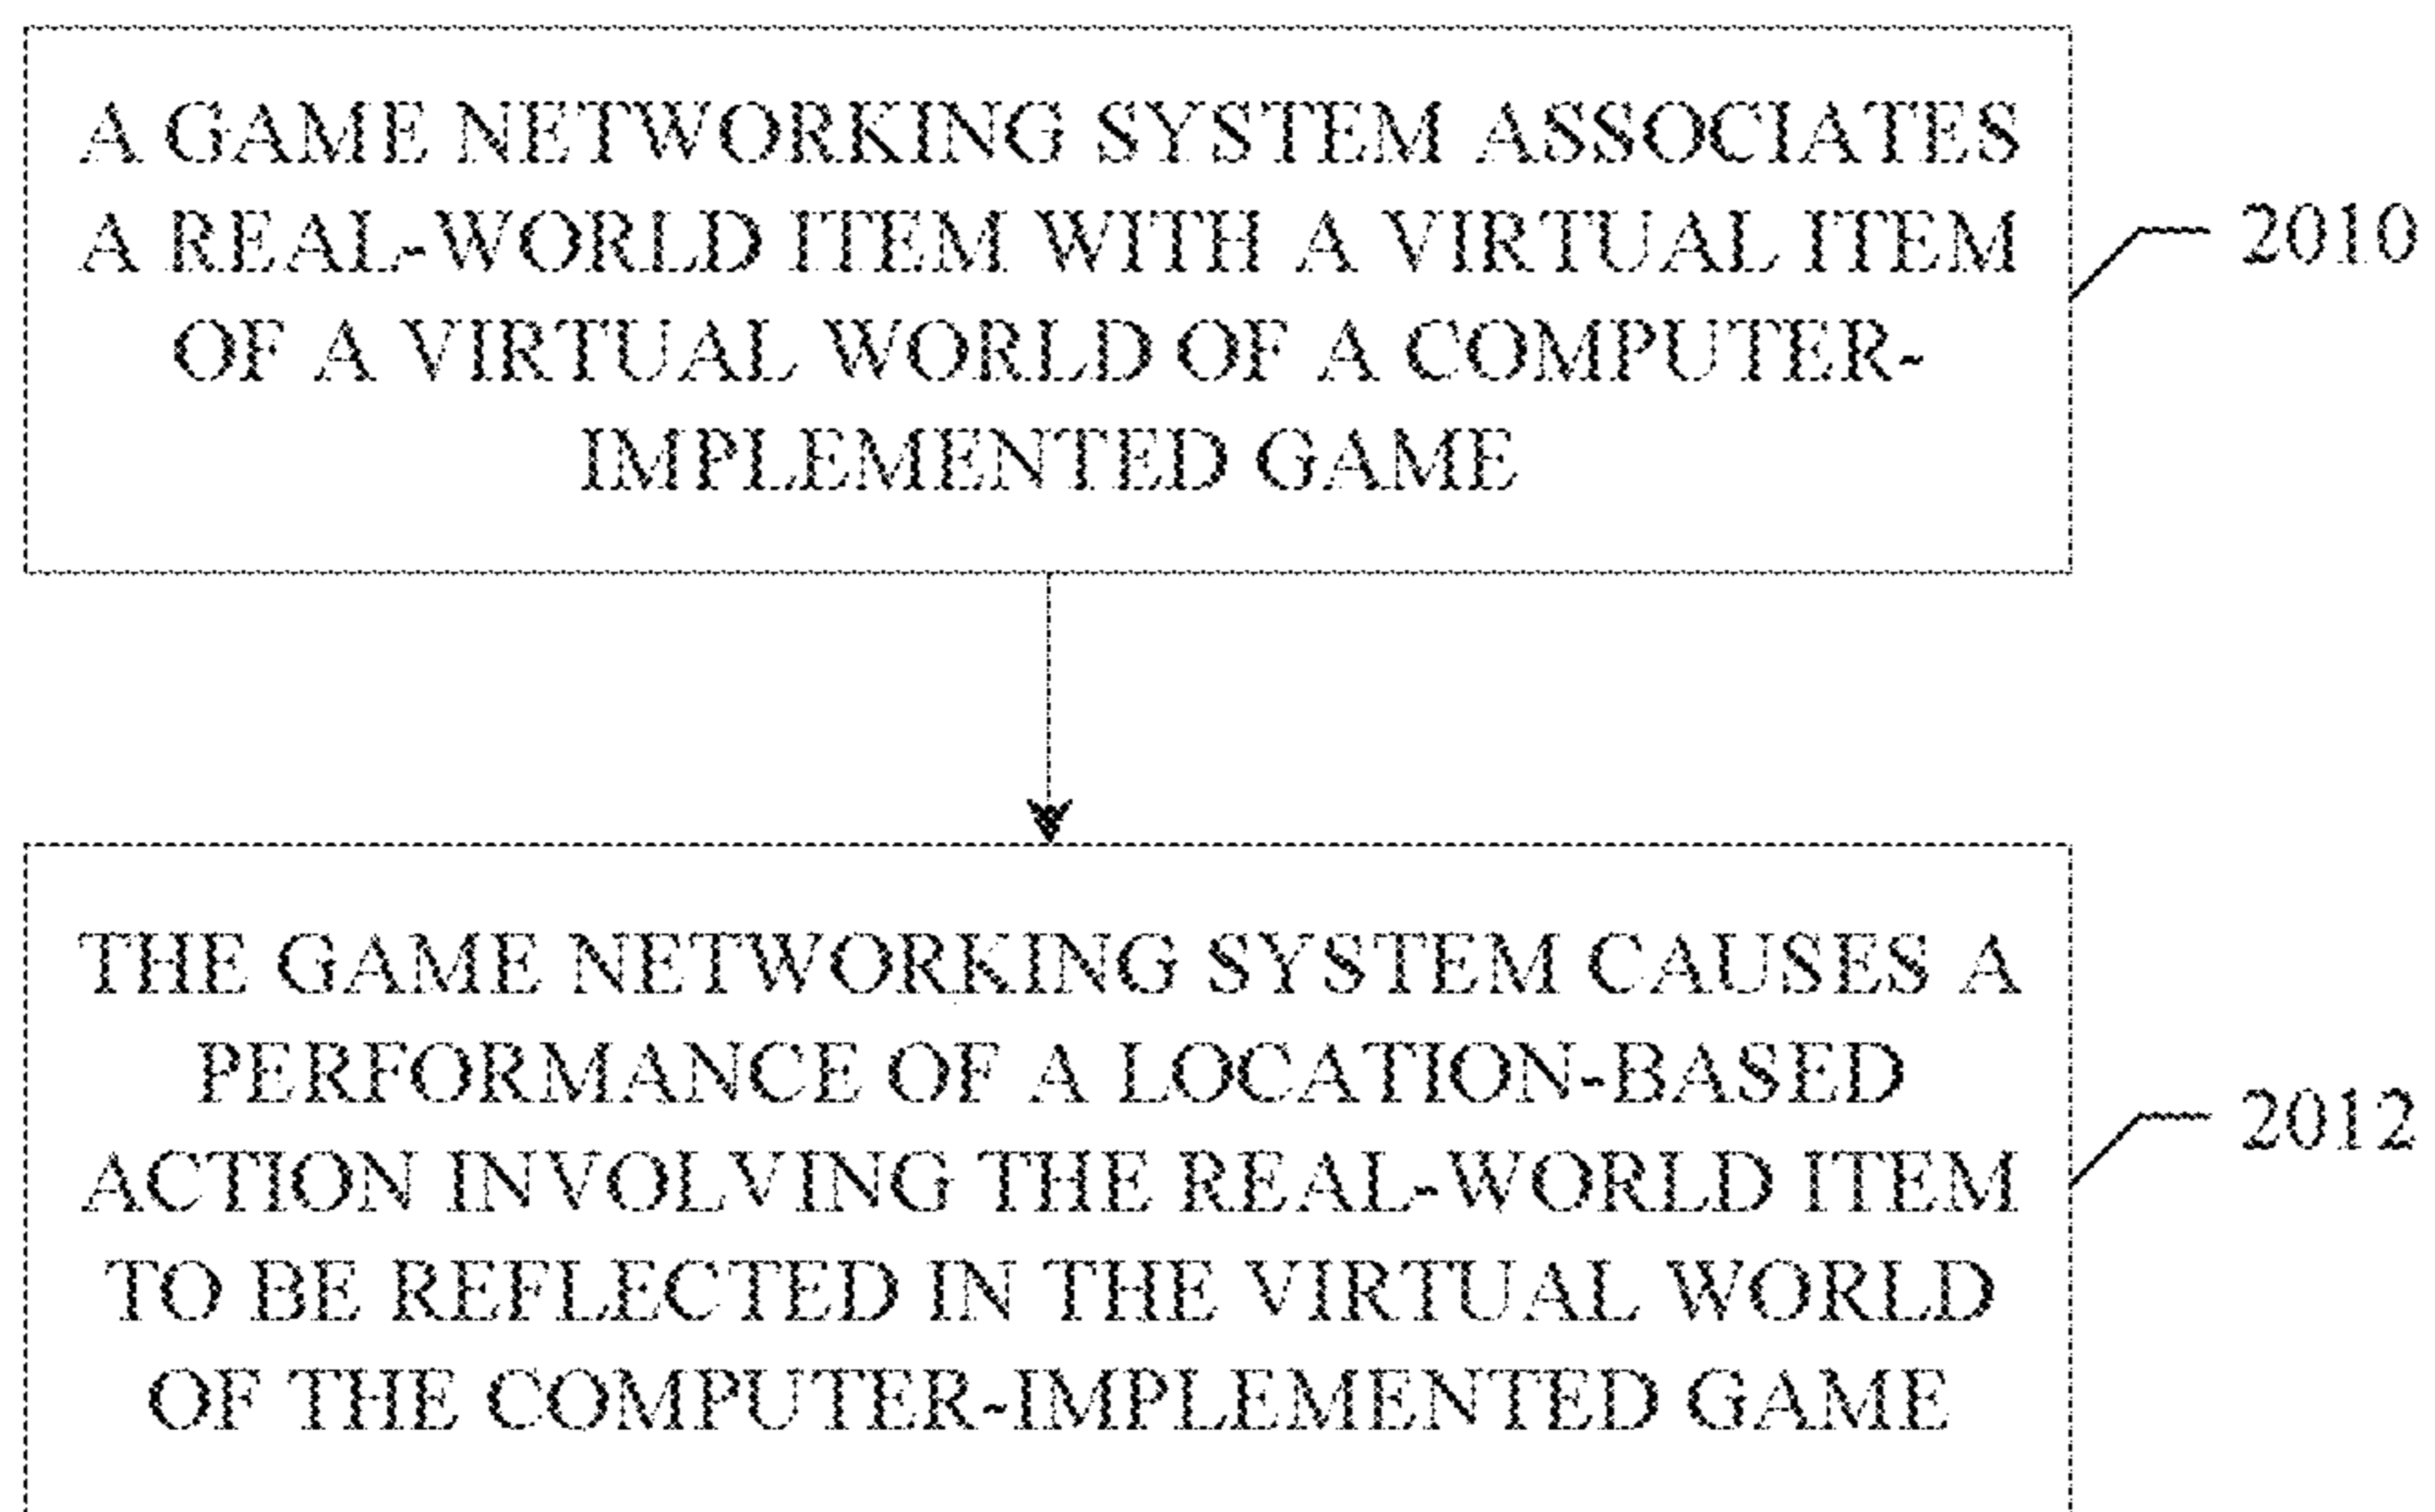 A GAME NETWORKING SYSTEM ASSOCIATES
A REAL-WORLD ITEM WITH A VIRTUAL ITEM
OF A VIRTUAL WORLD OF A COMPUTER-
IMPLEMENTED GAME
2010
THE GAME NETWORKING SYSTEM CAUSES A
PERFORMANCE OF A LOCATION-BASED
ACTION INVOLVING THE REAL-WORLD ITEM
TO BE REFLECTED IN THE VIRTUAL WORLD
OF THE COMPUTER-IMPLEMENTED GAME
2012